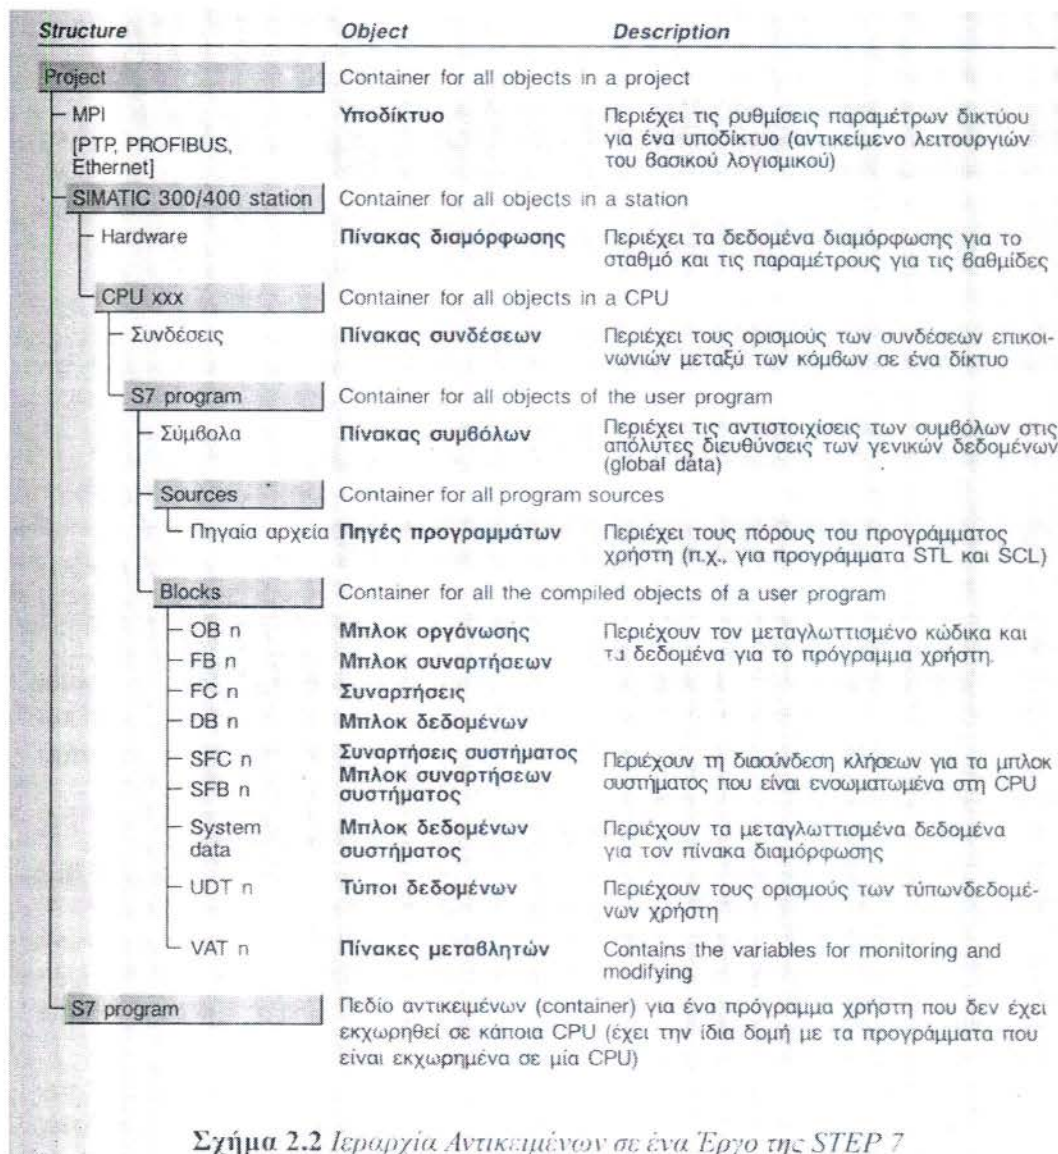 Structure Object Description
Project Container for all objects in a project
MPI Υποδίκτυο Περιέχει τις ρυθμίσεις παραμέτρων δικτύου
[PTP, PROFIBUS, για ένα υποδίκτυο (αντικείμενο λειτουργιών
Ethernet] του βασικού λογισμικού)
SIMATIC 300/400 station Container for all objects in a station
Hardware Πίνακας διαμόρφωσης Περιέχει τα δεδομένα διαμόρφωσης για το
σταθμό και τις παραμέτρους για τις βαθμίδες
CPU xxx Container for all objects in a CPU
Συνδέσεις Πίνακας συνδέσεων Περιέχει τους ορισμούς των συνδέσεων επικοι-
νωνιών μεταξύ των κόμβων σε ένα δίκτυο
S7 program Container for all objects of the user program
Σύμβολα Πίνακας συμβόλων Περιέχει τις αντιστοιχίσεις των συμβόλων στις
απόλυτες διευθύνσεις των γενικών δεδομένων
(global data)
Sources Container for all program sources
Πηγαία αρχεία Πηγές προγραμμάτων Περιέχει τους πόρους του προγράμματος
χρήστη (π.χ., για προγράμματα STL και SCL)
Blocks Container for all the compiled objects of a user program
OB n Μπλοκ οργάνωσης Περιέχουν τον μεταγλωττισμένο κώδικα και
FB n Μπλοκ συναρτήσεων τα δεδομένα για το πρόγραμμα χρήστη.
FC n Συναρτήσεις
DB n Μπλοκ δεδομένων
SFC n Συναρτήσεις συστήματος Περιέχουν τη διασύνδεση κλήσεων για τα μπλοκ
SFB n Μπλοκ συναρτήσεων συστήματος που είναι ενσωματωμένα στη CPU
συστήματος
System Μπλοκ δεδομένων Περιέχουν τα μεταγλωττισμένα δεδομένα
data συστήματος για τον πίνακα διαμόρφωσης
UDT n Τύποι δεδομένων Περιέχουν τους ορισμούς των τύπωνδεδομέ-
νων χρήστη
VAT n Πίνακες μεταβλητών Contains the variables for monitoring and
modifying
S7 program Πεδίο αντικειμένων (container) για ένα πρόγραμμα χρήστη που δεν έχει
εκχωρηθεί σε κάποια CPU (έχει την ίδια δομή με τα προγράμματα που
είναι εκχωρημένα σε μία CPU)
Σχήμα 2.2 Ιεραρχία Αντικειμένων σε ένα Έργο της STEP 7